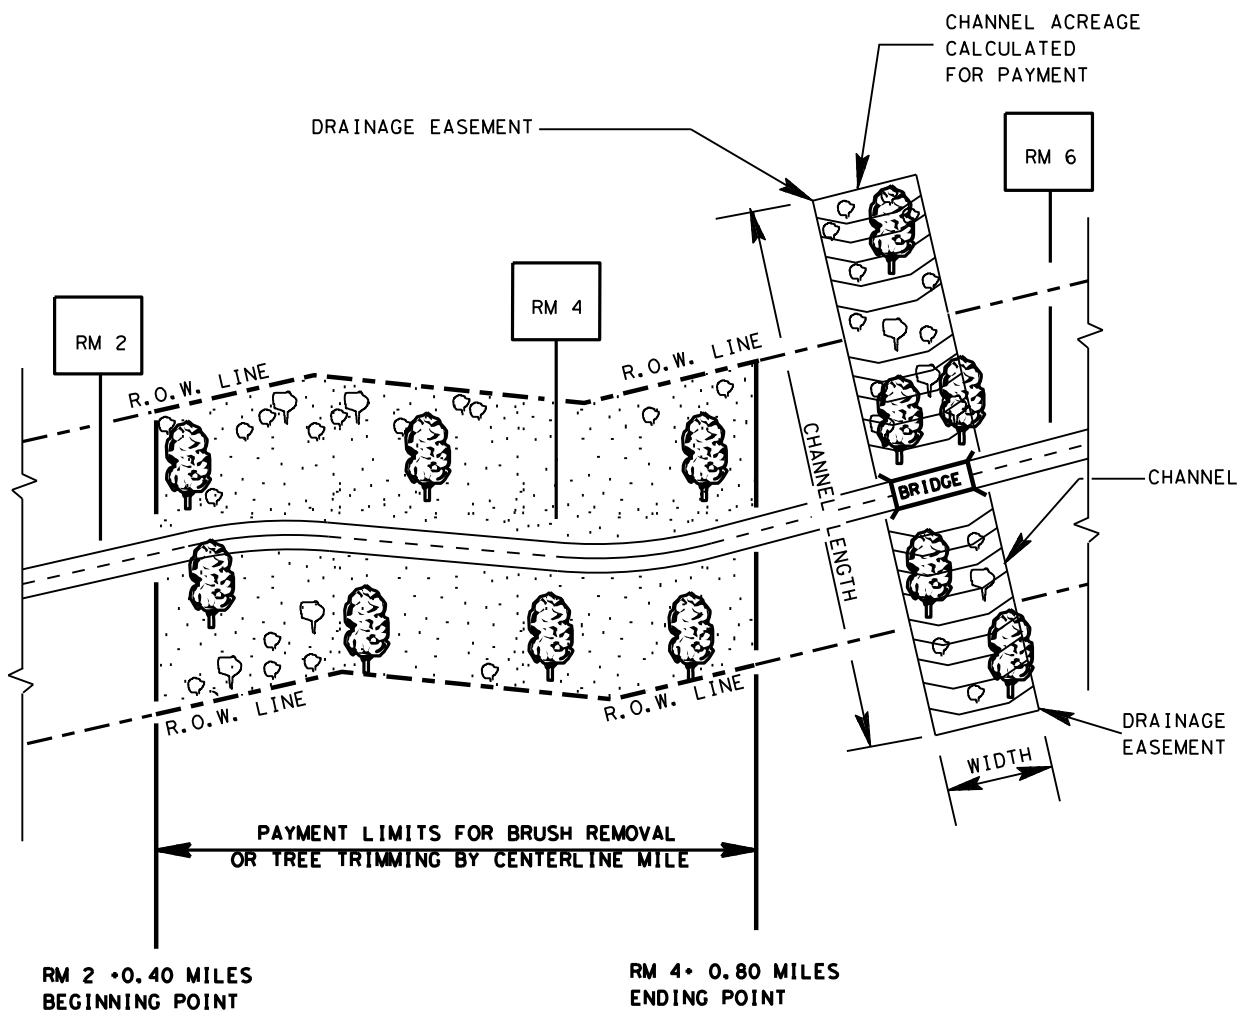 CHANNEL ACREAGE
CALCULATED
FOR PAYMENT
DRAINAGE EASEMENT
RM 6
RM 4
RM 2
R.O.W. LINE
R.O.W. LINE
CHANNEL LENGTH
BRIDGE
CHANNEL
R.O.W. LINE
R.O.W. LINE
DRAINAGE
EASEMENT
WIDTH
PAYMENT LIMITS FOR BRUSH REMOVAL
OR TREE TRIMMING BY CENTERLINE MILE
RM 2 +0.40 MILES
BEGINNING POINT
RM 4+ 0.80 MILES
ENDING POINT